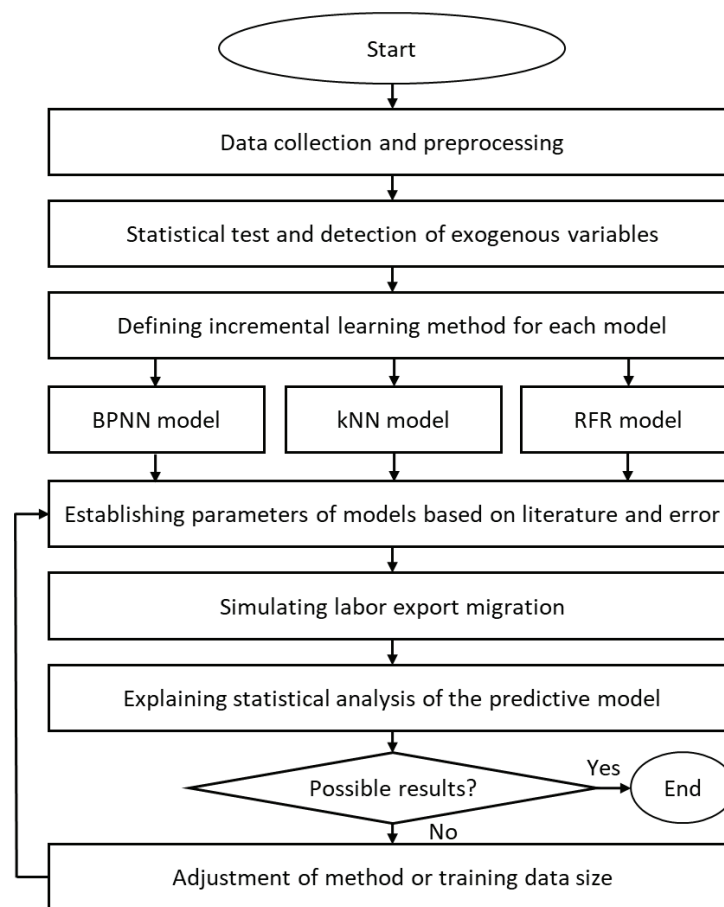 Start
Data collection and preprocessing
Statistical test and detection of exogenous variables
Defining incremental learning method for each model
BPNN model
kNN model
RFR model
Establishing parameters of models based on literature and error
Simulating labor export migration
Explaining statistical analysis of the predictive model
Possible results?
Yes
End
No
Adjustment of method or training data size